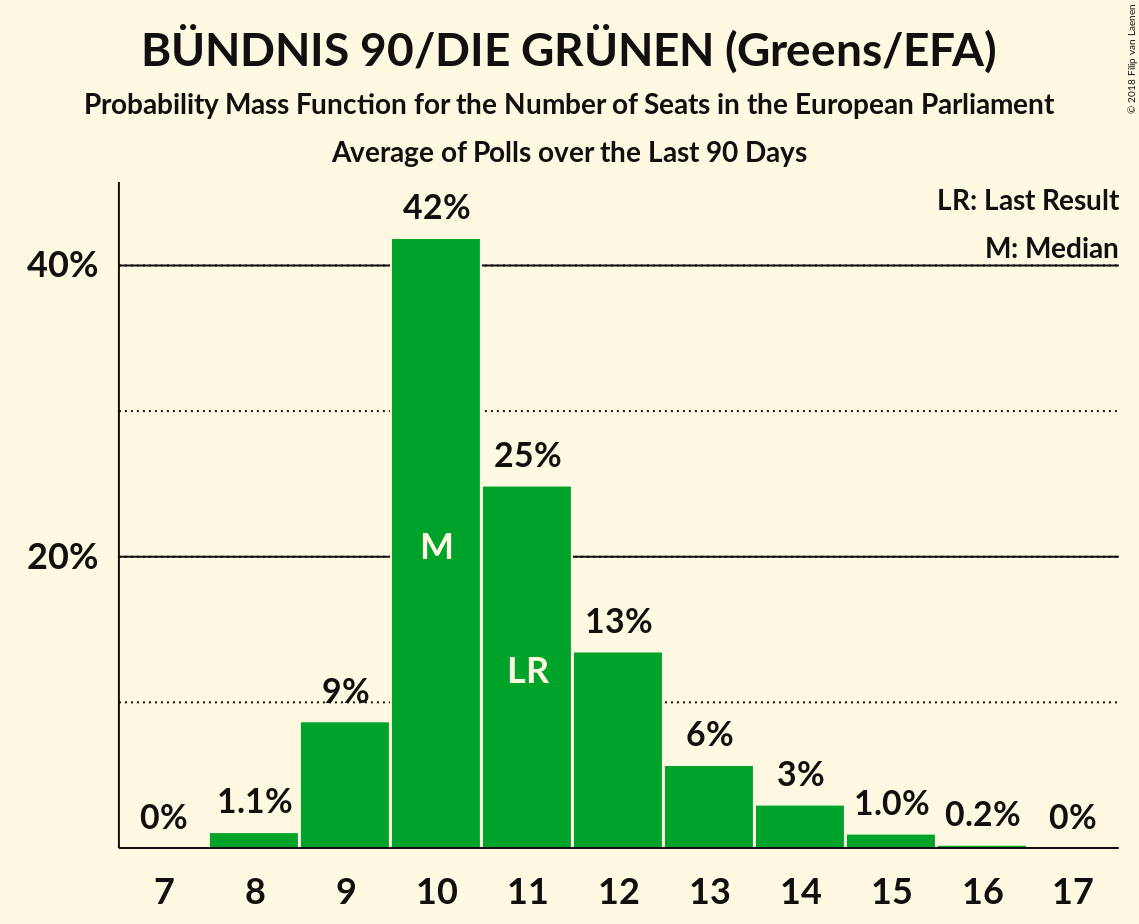 BÜNDNIS 90/DIE GRÜNEN (Greens/EFA)
Probability Mass Function for the Number of Seats in the European Parliament
Average of Polls over the Last 90 Days
© 2018 Filip van Laenen
LR: Last Result
M: Median
40%
20%
0%
1.1%
9%
42%
25%
13%
6%
3%
1.0%
0.2%
0%
M
LR
7 8 9 10 11 12 13 14 15 16 17